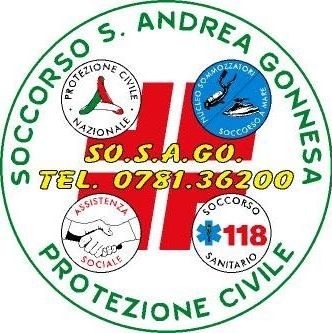 SOCCORSO S. ANDREA GONNESA
PROTEZIONE CIVILE
NAZIONALE
NUCLEO SOMMOZZATORI
SOCCORSO A MARE
SO.S.A.GO.
TEL. 0781.36200
ASSISTENZA
SOCIALE
SOCCORSO
118
SANITARIO
PROTEZIONE CIVILE